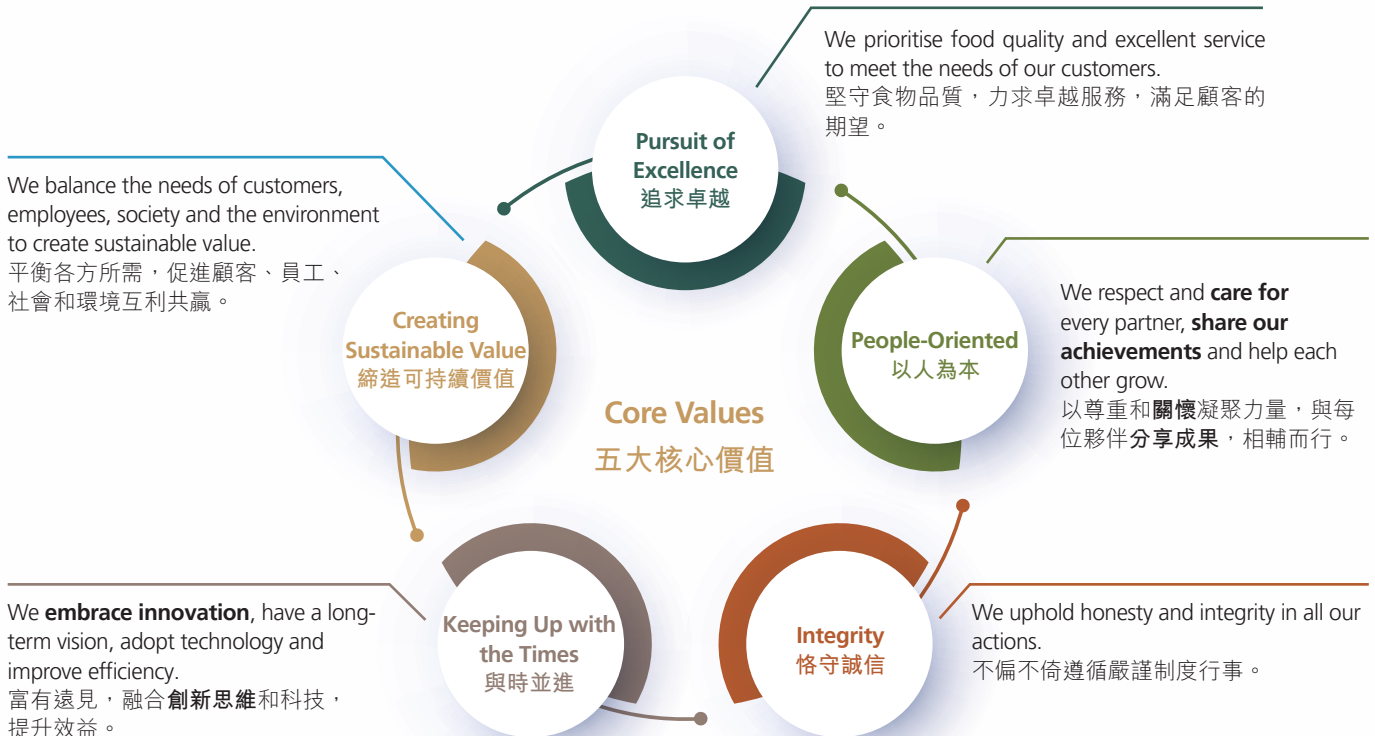 We prioritise food quality and excellent service
to meet the needs of our customers.
堅守食物品質，力求卓越服務，滿足顧客的
期望。
Pursuit of
Excellence
追求卓越
We balance the needs of customers,
employees, society and the environment
to create sustainable value.
平衡各方所需，促進顧客、員工、
社會和環境互利共贏。
Creating
Sustainable Value
締造可持續價值
People-Oriented
以人為本
We respect and care for
every partner, share our
achievements and help each
other grow.
以尊重和關懷凝聚力量，與每
位夥伴分享成果，相輔而行。
Core Values
五大核心價值
We embrace innovation, have a long-
term vision, adopt technology and
improve efficiency.
富有遠見，融合創新思維和科技，
提升效益。
Keeping Up with
the Times
與時並進
Integrity
恪守誠信
We uphold honesty and integrity in all our
actions.
不偏不倚遵循嚴謹制度行事。